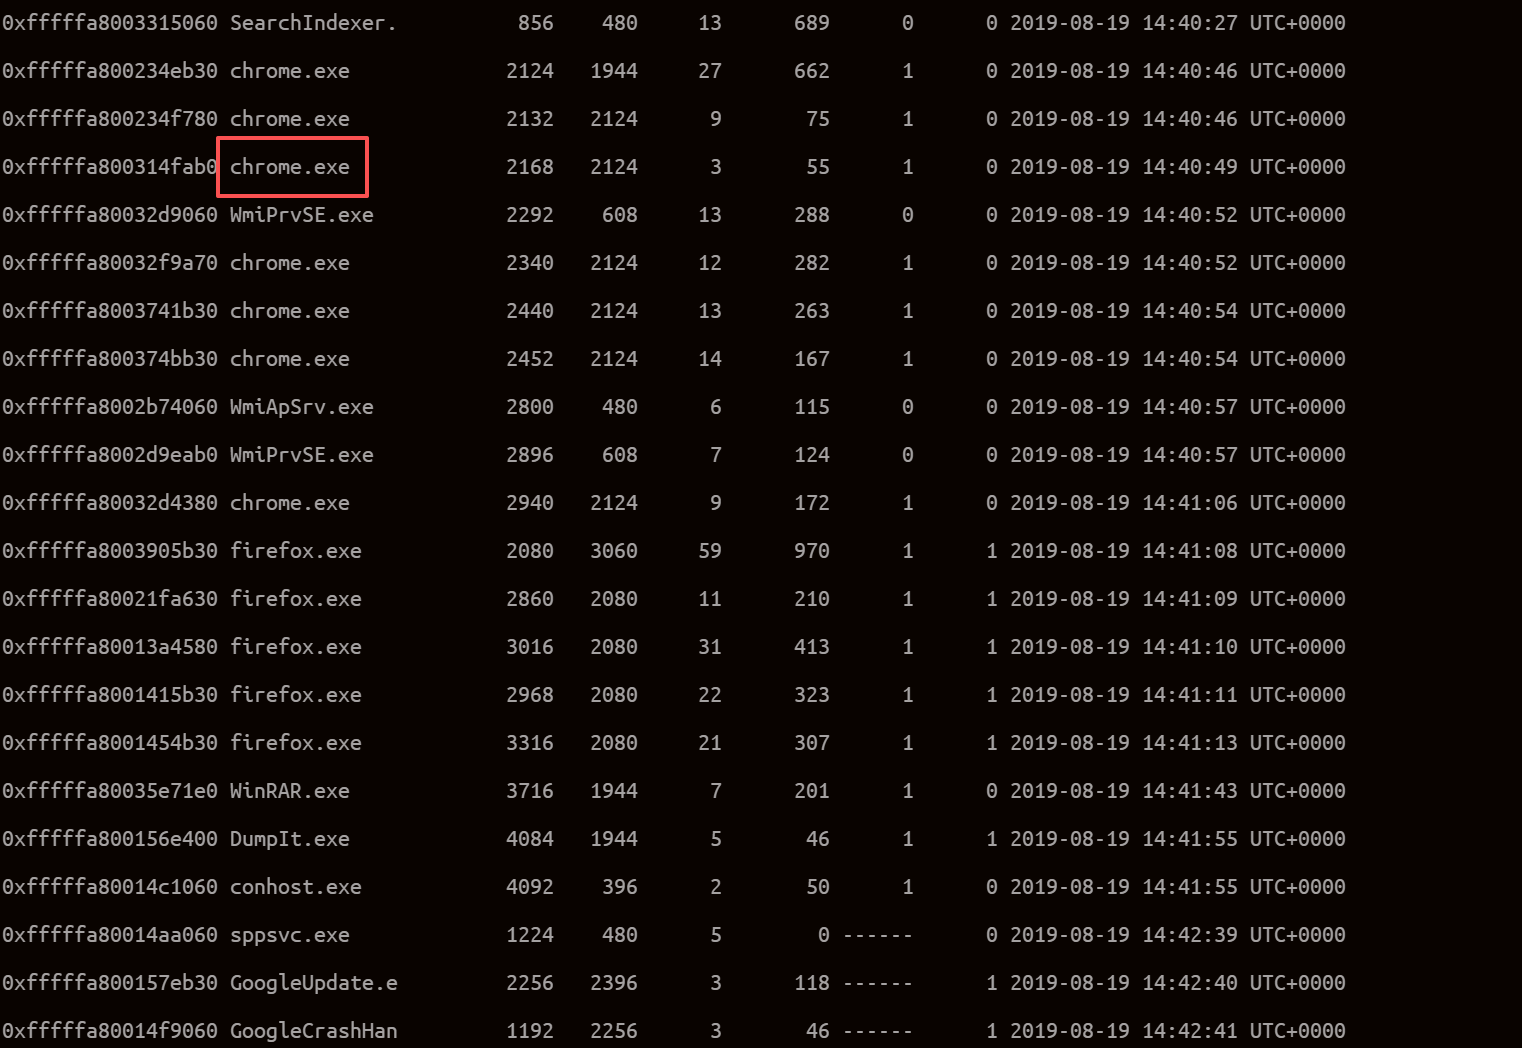 0xfffffa8003315060 SearchIndexer. 856 480 13 689 0 0 2019-08-19 14:40:27 UTC+0000
0xfffffa800234eb30 chrome.exe 2124 1944 27 662 1 0 2019-08-19 14:40:46 UTC+0000
0xfffffa800234f780 chrome.exe 2132 2124 9 75 1 0 2019-08-19 14:40:46 UTC+0000
0xfffffa800314fab0 chrome.exe 2168 2124 3 55 1 0 2019-08-19 14:40:49 UTC+0000
0xfffffa80032d9060 WmiPrvSE.exe 2292 608 13 288 0 0 2019-08-19 14:40:52 UTC+0000
0xfffffa80032f9a70 chrome.exe 2340 2124 12 282 1 0 2019-08-19 14:40:52 UTC+0000
0xfffffa8003741b30 chrome.exe 2440 2124 13 263 1 0 2019-08-19 14:40:54 UTC+0000
0xfffffa800374bb30 chrome.exe 2452 2124 14 167 1 0 2019-08-19 14:40:54 UTC+0000
0xfffffa8002b74060 WmiApSrv.exe 2800 480 6 115 0 0 2019-08-19 14:40:57 UTC+0000
0xfffffa8002d9eab0 WmiPrvSE.exe 2896 608 7 124 0 0 2019-08-19 14:40:57 UTC+0000
0xfffffa80032d4380 chrome.exe 2940 2124 9 172 1 0 2019-08-19 14:41:06 UTC+0000
0xfffffa8003905b30 firefox.exe 2080 3060 59 970 1 1 2019-08-19 14:41:08 UTC+0000
0xfffffa80021fa630 firefox.exe 2860 2080 11 210 1 1 2019-08-19 14:41:09 UTC+0000
0xfffffa80013a4580 firefox.exe 3016 2080 31 413 1 1 2019-08-19 14:41:10 UTC+0000
0xfffffa8001415b30 firefox.exe 2968 2080 22 323 1 1 2019-08-19 14:41:11 UTC+0000
0xfffffa8001454b30 firefox.exe 3316 2080 21 307 1 1 2019-08-19 14:41:13 UTC+0000
0xfffffa80035e71e0 WinRAR.exe 3716 1944 7 201 1 0 2019-08-19 14:41:43 UTC+0000
0xfffffa800156e400 DumpIt.exe 4084 1944 5 46 1 1 2019-08-19 14:41:55 UTC+0000
0xfffffa80014c1060 conhost.exe 4092 396 2 50 1 0 2019-08-19 14:41:55 UTC+0000
0xfffffa80014aa060 sppsvc.exe 1224 480 5 0 ------ 0 2019-08-19 14:42:39 UTC+0000
0xfffffa800157eb30 GoogleUpdate.e 2256 2396 3 118 ------ 1 2019-08-19 14:42:40 UTC+0000
0xfffffa80014f9060 GoogleCrashHan 1192 2256 3 46 ------ 1 2019-08-19 14:42:41 UTC+0000